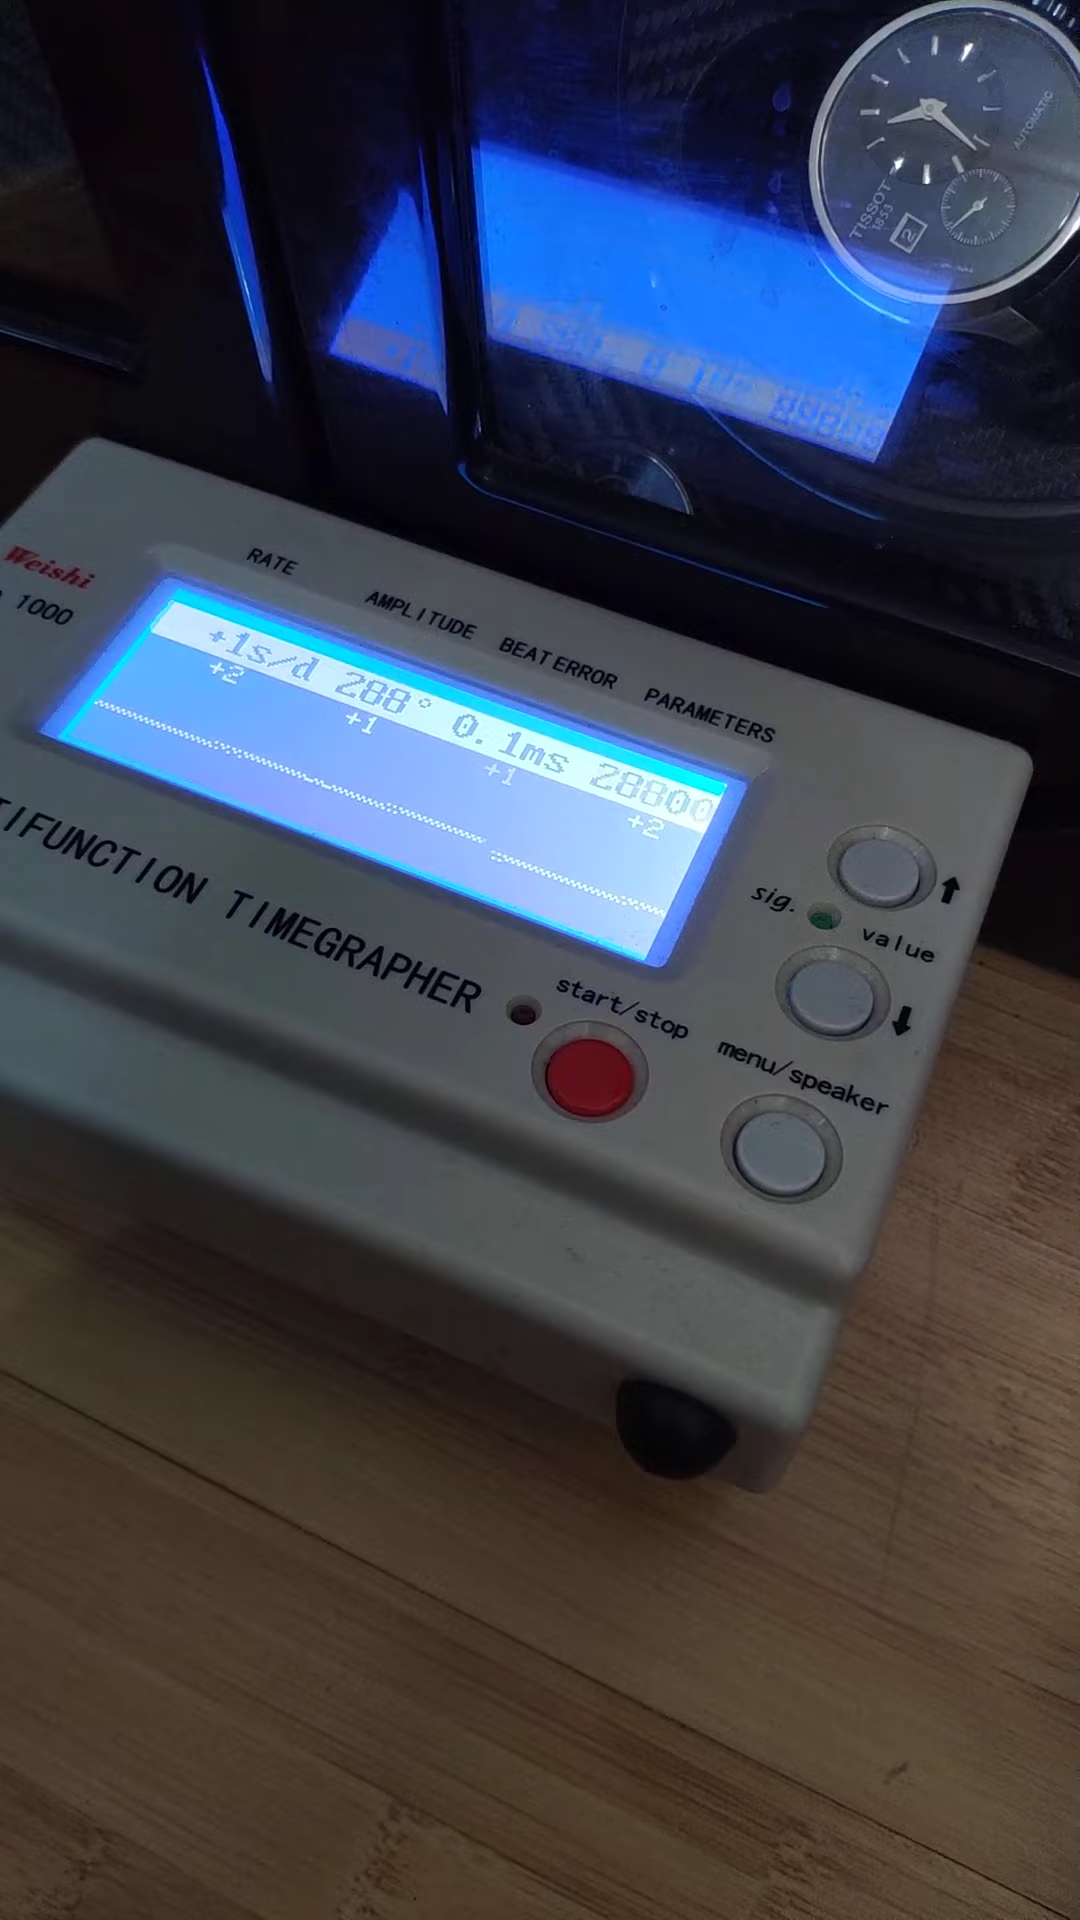 AUTOMATIC
TISSOT
1853
2
Weishi
1000
RATE
AMPLITUDE
BEAT ERROR
PARAMETERS
+1s/d 288° 0.1ms 28800
+2 +1 +1 +2
TIFUNCTION TIMEGRAPHER
sig.
value
start/stop
menu/speaker